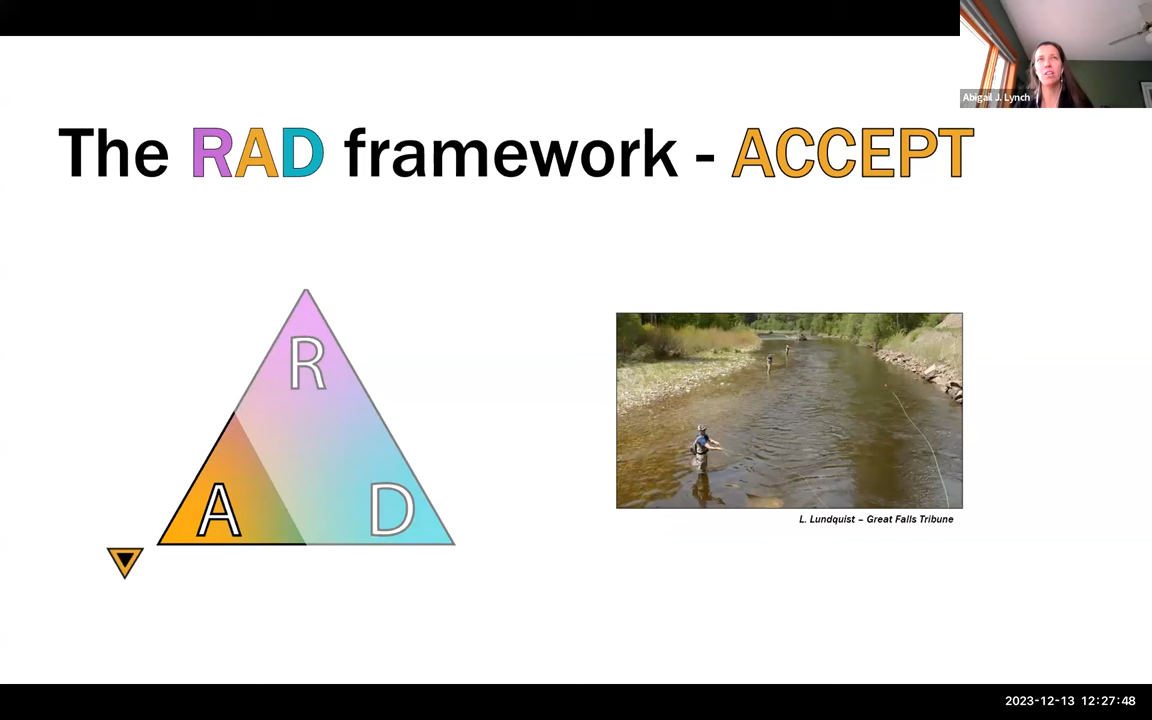 Abigail J. Lynch
The RAD framework - ACCEPT
R
A
D
L. Lundquist – Great Falls Tribune
2023-12-13 12:27:48